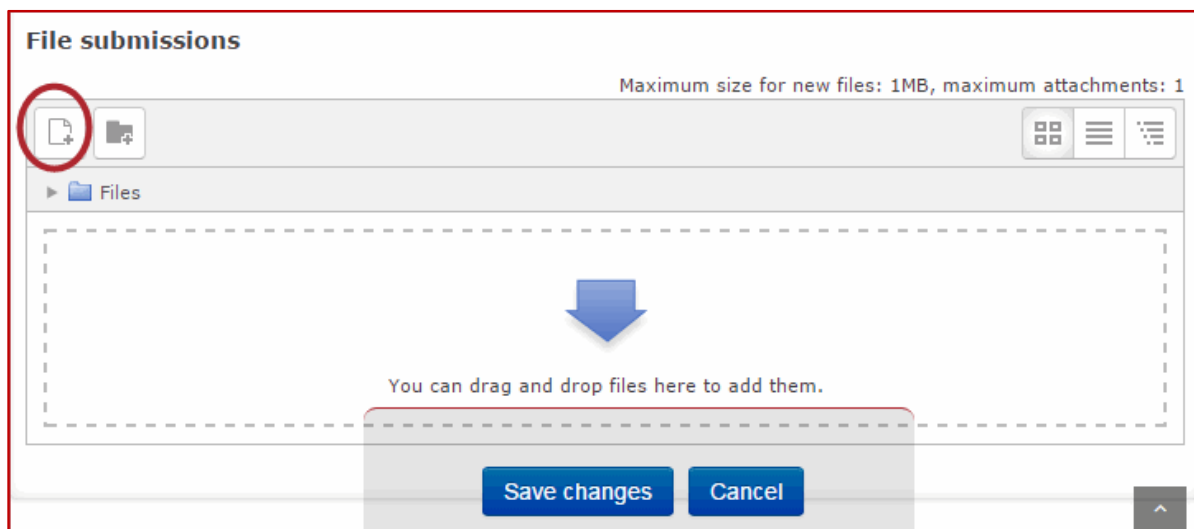 File submissions
Maximum size for new files: 1MB, maximum attachments: 1
Files
You can drag and drop files here to add them.
Save changes Cancel